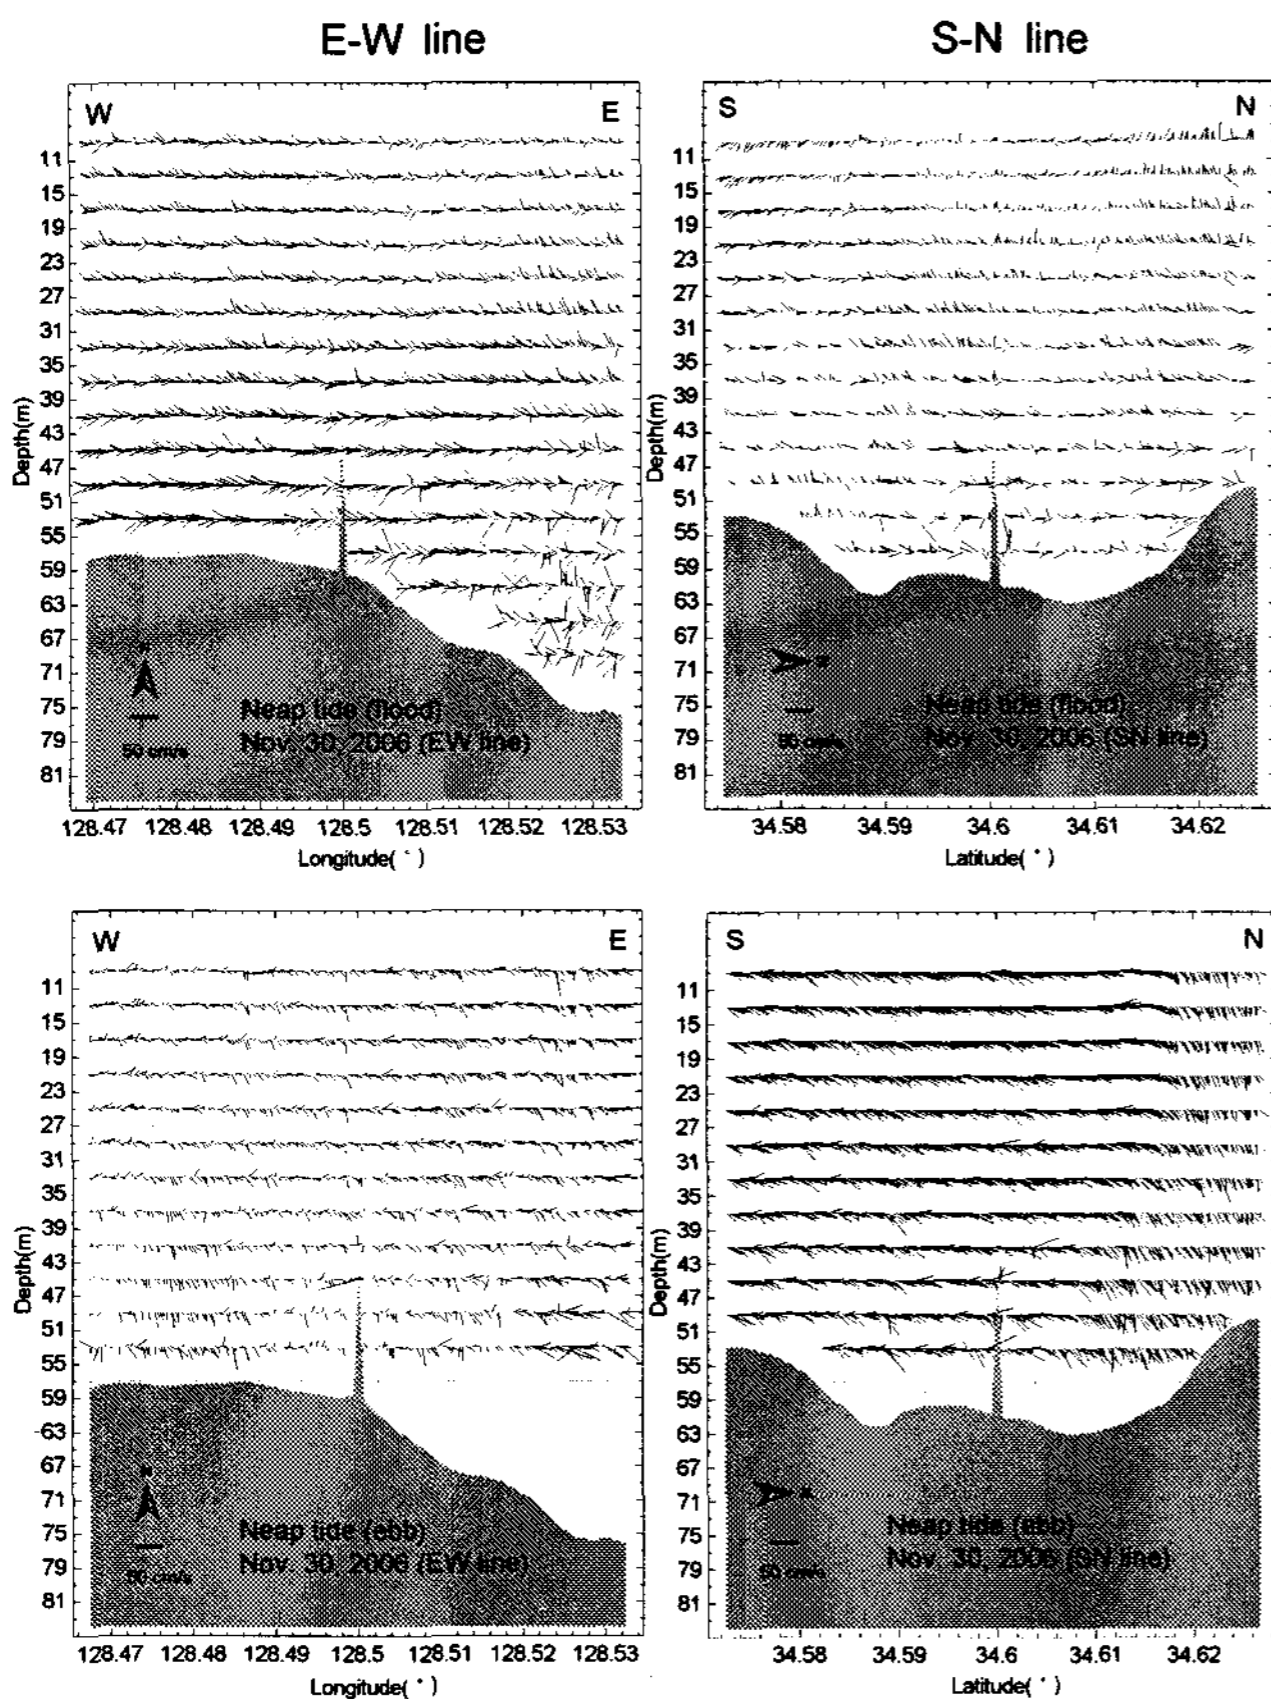 E-W line
S-N line
W E
11
15
19
23
27
31
35
39
43
47
51
55
59
63
67
71
75
79
81
Depth(m)
N
50 cm/s
Neap tide (flood)
Nov. 30, 2006 (EW line)
128.47 128.48 128.49 128.5 128.51 128.52 128.53
Longitude( ° )
S N
11
15
19
23
27
31
35
39
43
47
51
55
59
63
67
71
75
79
81
Depth(m)
N
50 cm/s
Neap tide (flood)
Nov. 30, 2006 (SN line)
34.58 34.59 34.6 34.61 34.62
Latitude( ° )
W E
11
15
19
21
25
29
31
35
39
43
47
51
55
59
63
67
71
75
79
81
Depth(m)
N
50 cm/s
Neap tide (ebb)
Nov. 30, 2006 (EW line)
128.47 128.48 128.49 128.5 128.51 128.52 128.53
Longitude( ° )
S N
11
15
19
23
27
31
35
39
43
47
51
55
59
63
67
71
75
79
81
Depth(m)
N
50 cm/s
Neap tide (ebb)
Nov. 30, 2006 (SN line)
34.58 34.59 34.6 34.61 34.62
Latitude( ° )